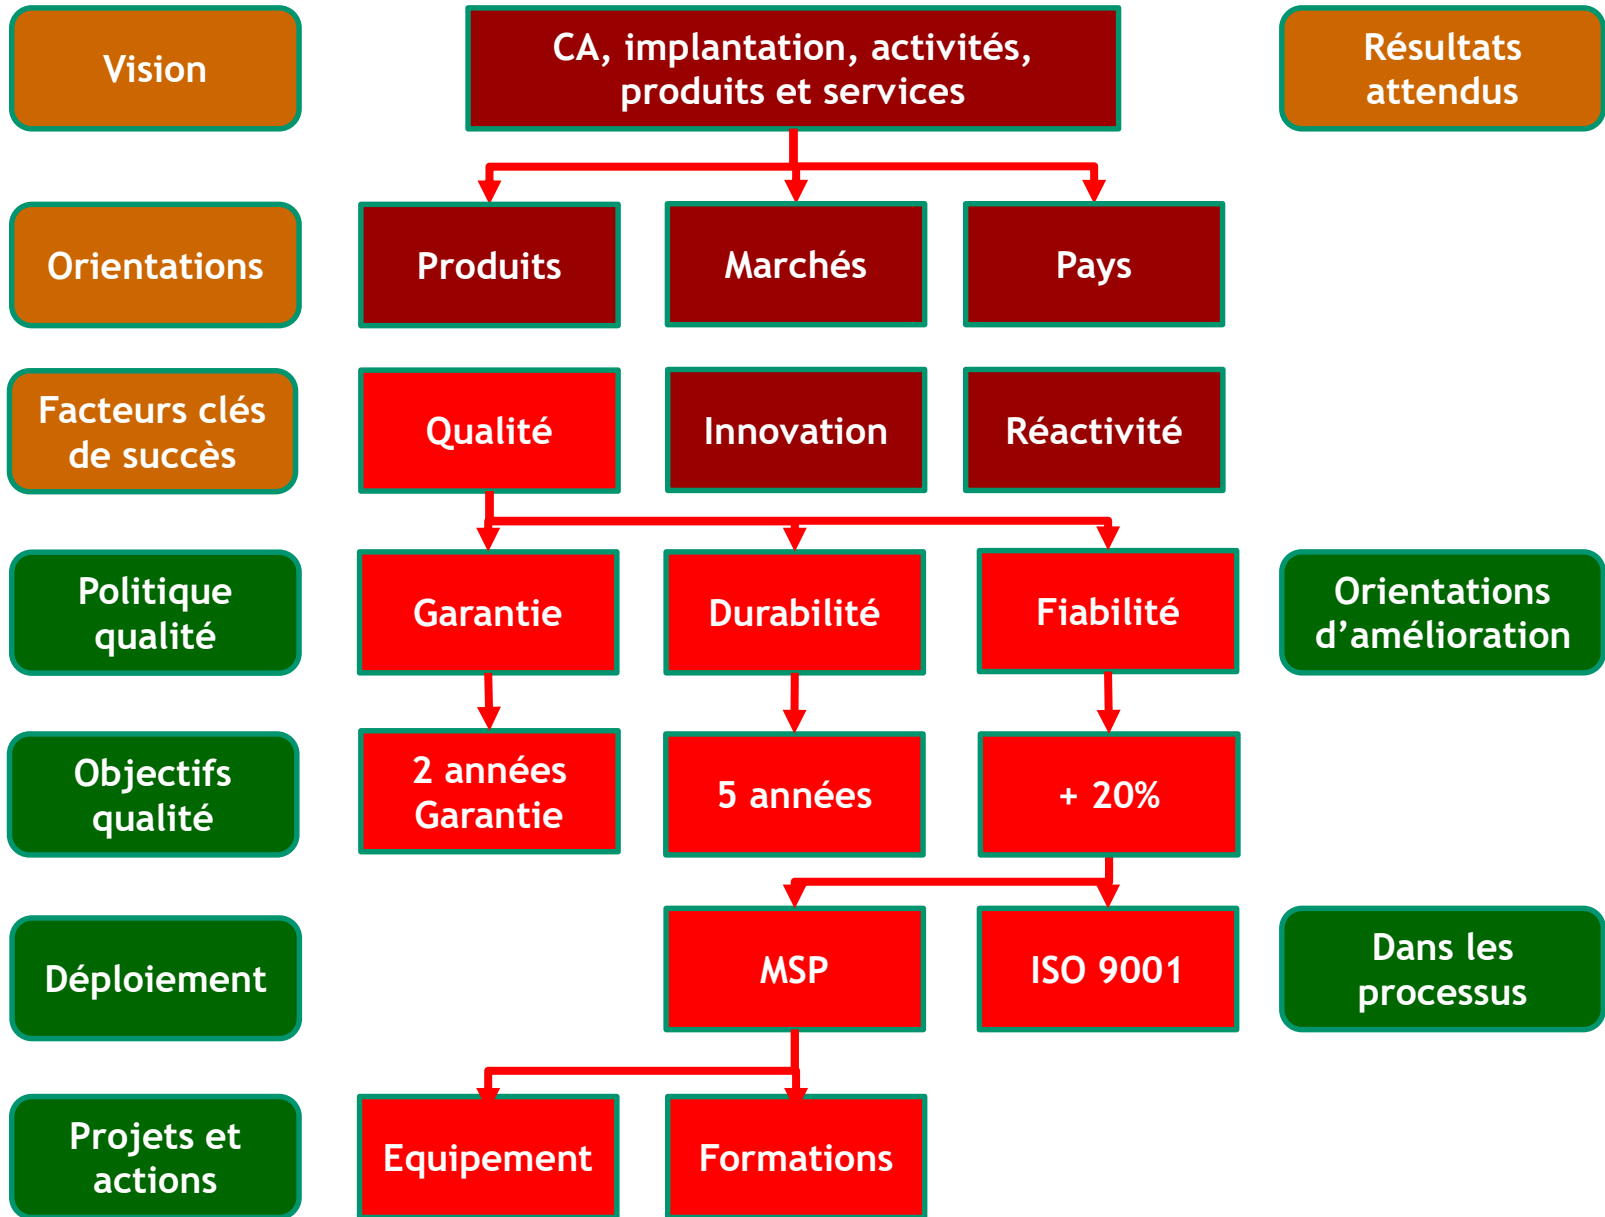 Vision
CA, implantation, activités,
produits et services
Résultats
attendus
Orientations
Produits
Marchés
Pays
Facteurs clés
de succès
Qualité
Innovation
Réactivité
Politique
qualité
Garantie
Durabilité
Fiabilité
Orientations
d’amélioration
Objectifs
qualité
2 années
Garantie
5 années
+ 20%
Déploiement
MSP
ISO 9001
Dans les
processus
Projets et
actions
Equipement
Formations